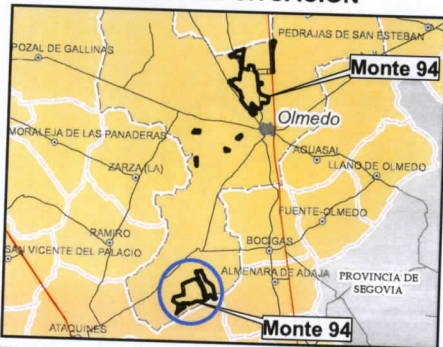 PEDRAJAS DE SAN ESTEBAN
POZAL DE GALLINAS
Monte 94
Olmedo
MORALEJA DE LAS PANADERAS
AGUASAL
ZARZA(LA)
LLANO DE OLMEDO
FUENTE-OLMEDO
RAMIRO
SAN VICENTE DEL PALACIO
BOCIGAS
ALMENARA DE ADAJA
PROVINCIA DE
SEGOVIA
ATAQUINES
Monte 94